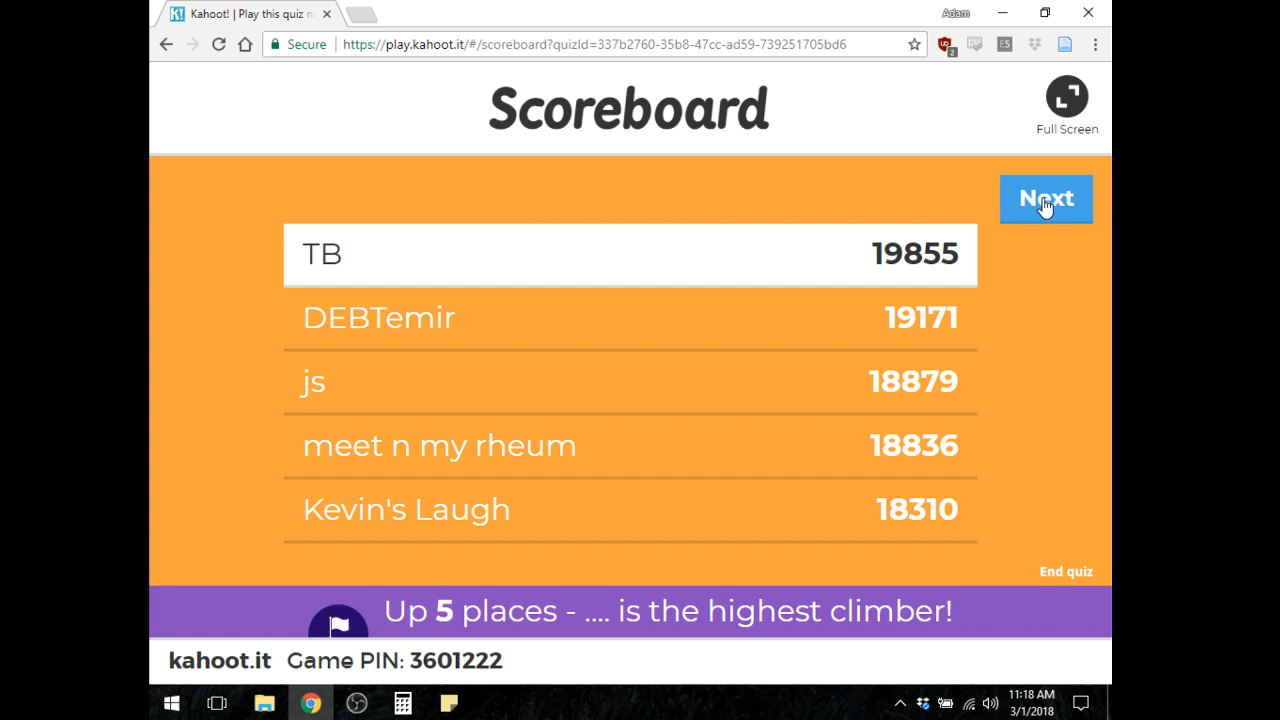 Kahoot! | Play this quiz n
Adam
Secure
https://play.kahoot.it/#/scoreboard?quizId=337b2760-35b8-47cc-ad59-739251705bd6
2
ES
Scoreboard
Full Screen
Next
TB 19855
DEBTemir 19171
js 18879
meet n my rheum 18836
Kevin's Laugh 18310
End quiz
Up 5 places - .... is the highest climber!
kahoot.it Game PIN: 3601222
11:18 AM
3/1/2018